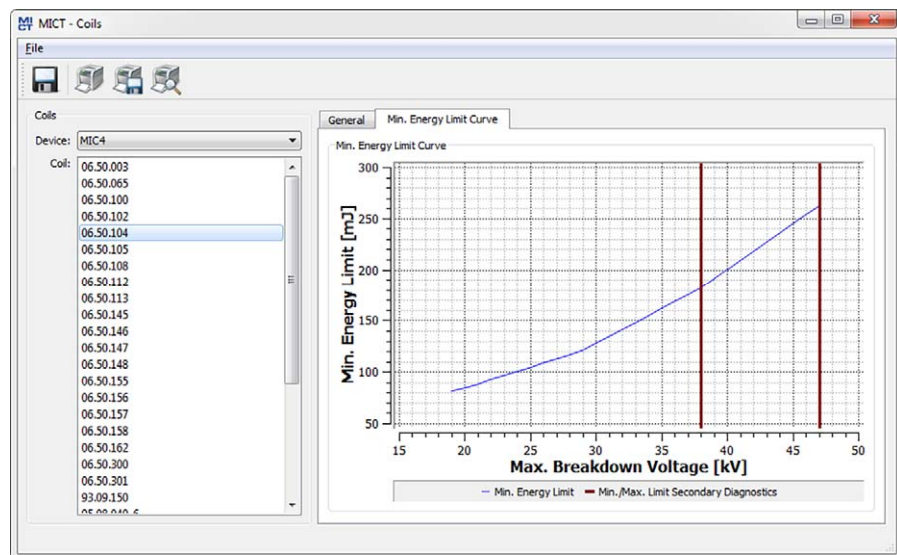 MICT - Coils
File
Coils
Device: MIC4
Coil:
06.50.003
06.50.065
06.50.100
06.50.102
06.50.104
06.50.105
06.50.108
06.50.112
06.50.113
06.50.145
06.50.146
06.50.147
06.50.148
06.50.155
06.50.156
06.50.157
06.50.158
06.50.162
06.50.300
06.50.301
93.09.150
General Min. Energy Limit Curve
Min. Energy Limit Curve
Min. Energy Limit [mJ]
300
250
200
150
100
50
15 20 25 30 35 40 45 50
Max. Breakdown Voltage [kV]
Min. Energy Limit Min./Max. Limit Secondary Diagnostics